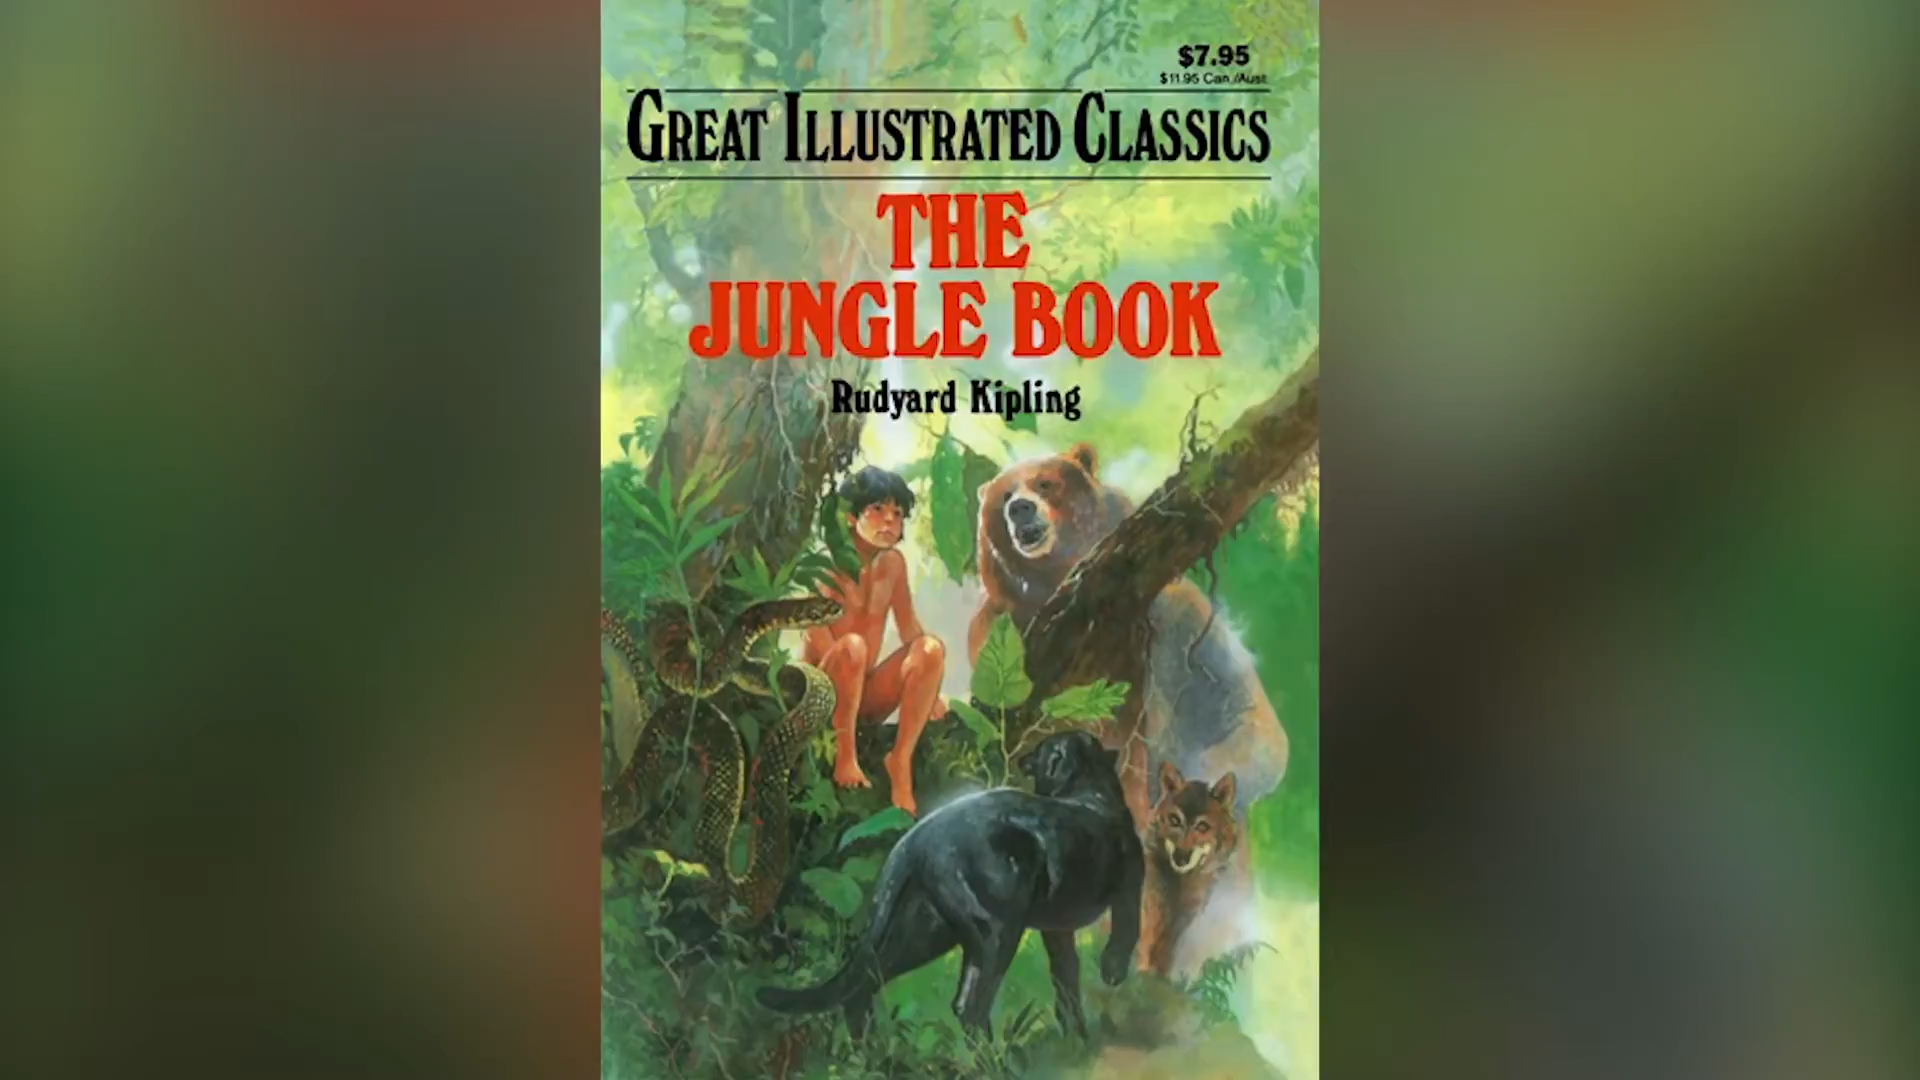 $7.95
$11.95 Can./Aust.
GREAT ILLUSTRATED CLASSICS
THE
JUNGLE BOOK
Rudyard Kipling